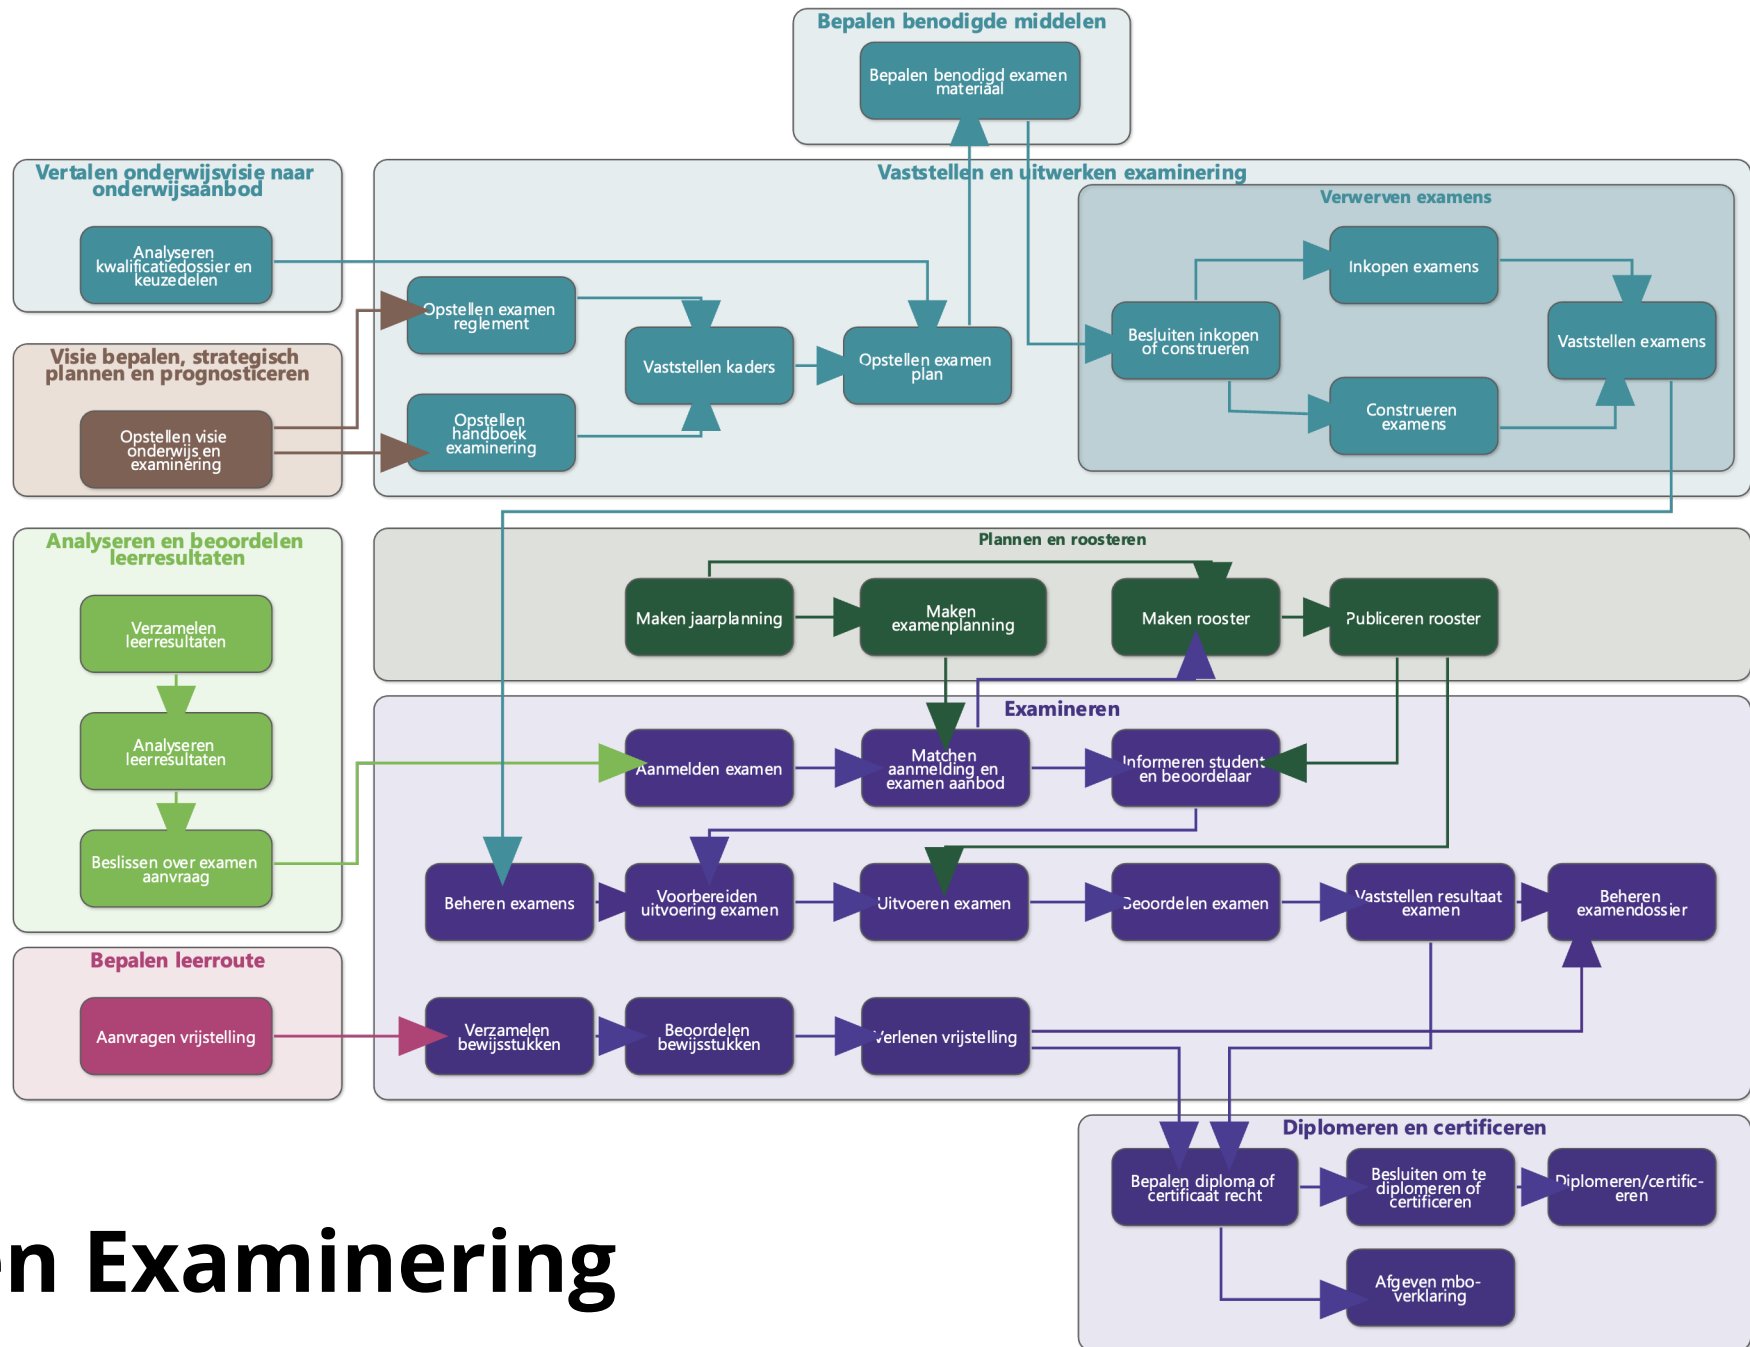 Bepalen benodigde middelen
Bepalen benodigd examen
materiaal
Vertalen onderwijsvisie naar
onderwijsaanbod
Analyseren
kwalificatiedossier en
keuzedelen
Visie bepalen, strategisch
plannen en prognosticeren
Opstellen visie
onderwijs en
examinering
Vaststellen en uitwerken examinering
Opstellen examen
reglement
Opstellen
handboek
examinering
Vaststellen kaders
Opstellen examen
plan
Verwerven examens
Besluiten inkopen
of construeren
Inkopen examens
Construeren
examens
Vaststellen examens
Analyseren en beoordelen
leerresultaten
Verzamelen
leerresultaten
Analyseren
leerresultaten
Beslissen over examen
aanvraag
Plannen en roosteren
Maken jaarplanning
Maken
examenplanning
Maken rooster
Publiceren rooster
Examineren
Aanmelden examen
Matchen
aanmelding en
examen aanbod
Informeren student
en beoordelaar
Beheren examens
Voorbereiden
uitvoering examen
Uitvoeren examen
Beoordelen examen
Vaststellen resultaat
examen
Beheren
examendossier
Bepalen leerroute
Aanvragen vrijstelling
Verzamelen
bewijsstukken
Beoordelen
bewijsstukken
Verlenen vrijstelling
Diplomeren en certificeren
Bepalen diploma of
certificaat recht
Besluiten om te
diplomeren of
certificeren
Diplomeren/certific-
eren
Afgeven mbo-
verklaring
en Examinering